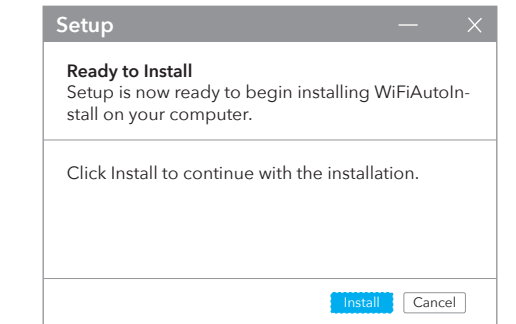 Setup
Ready to Install
Setup is now ready to begin installing WiFiAutoIn-
stall on your computer.
Click Install to continue with the installation.
Install Cancel